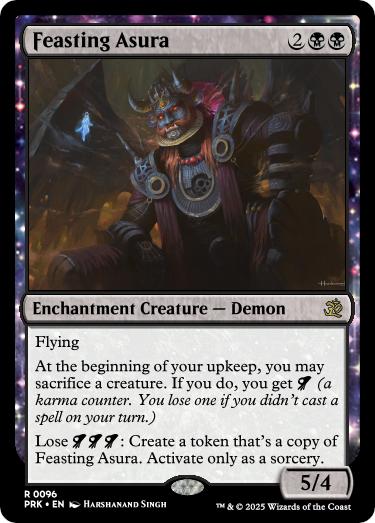 Feasting Asura 2
Enchantment Creature — Demon
Flying
At the beginning of your upkeep, you may
sacrifice a creature. If you do, you get (a
karma counter. You lose one if you didn't cast a
spell on your turn.)
Lose : Create a token that's a copy of
Feasting Asura. Activate only as a sorcery.
5/4
R 0096
PRK • EN Harshanand Singh
™ & © 2025 Wizards of the Coast